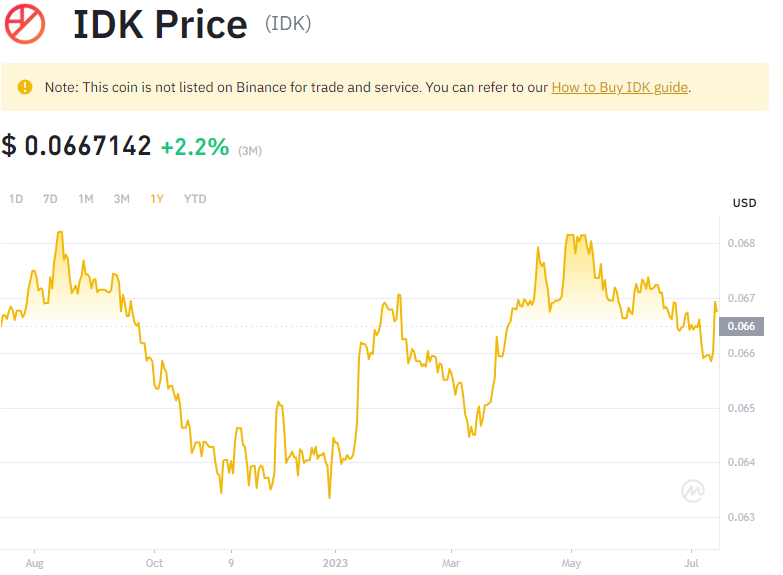 IDK Price (IDK)
Note: This coin is not listed on Binance for trade and service. You can refer to our How to Buy IDK guide.
$ 0.0667142 +2.2% (3M)
1D 7D 1M 3M 1Y YTD
USD
0.068
0.067
0.066
0.066
0.065
0.064
0.063
Aug Oct 9 2023 Mar May Jul